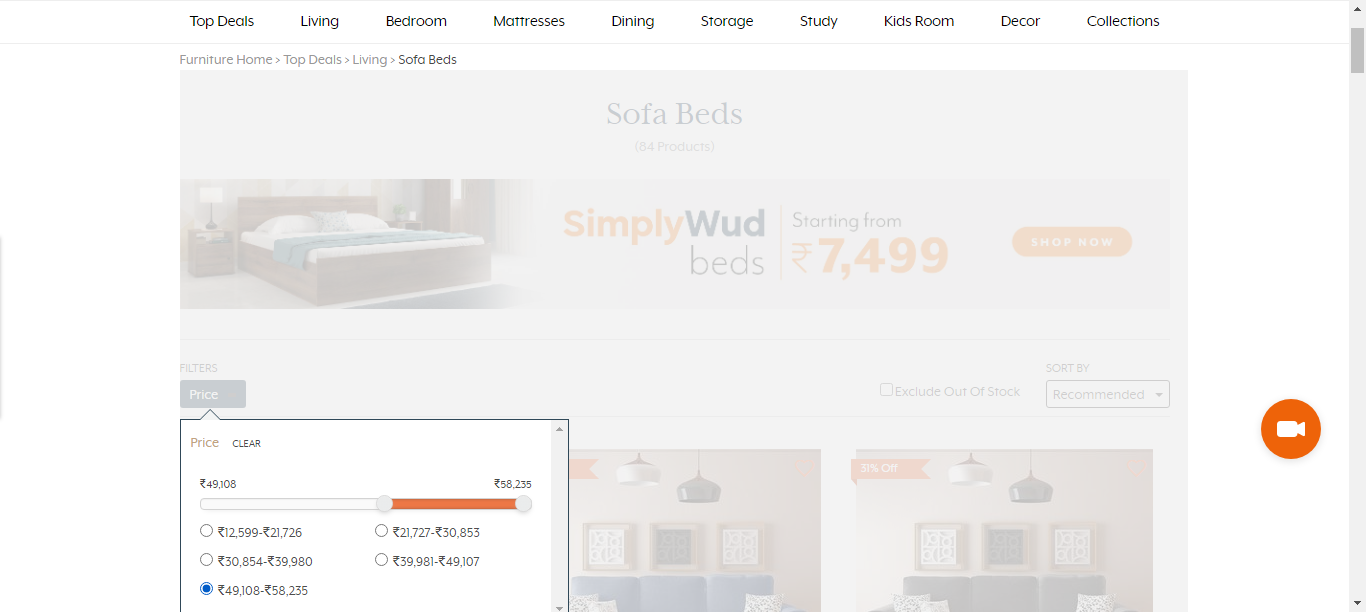 Top Deals Living Bedroom Mattresses Dining Storage Study Kids Room Decor Collections
Furniture Home > Top Deals > Living > Sofa Beds
Sofa Beds
(84 Products)
SimplyWud
beds
Starting from
₹7,499
SHOP NOW
FILTERS
Price
Exclude Out Of Stock
SORT BY
Recommended
Price CLEAR
₹49,108 ₹58,235
₹12,599-₹21,726 ₹21,727-₹30,853
₹30,854-₹39,980 ₹39,981-₹49,107
₹49,108-₹58,235
31% Off